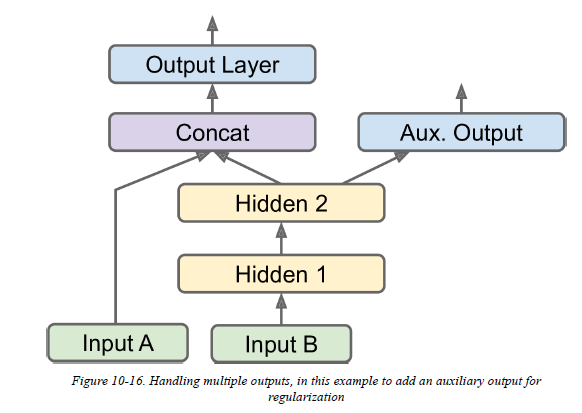 Output Layer
Concat
Aux. Output
Hidden 2
Hidden 1
Input A
Input B
Figure 10-16. Handling multiple outputs, in this example to add an auxiliary output for
regularization